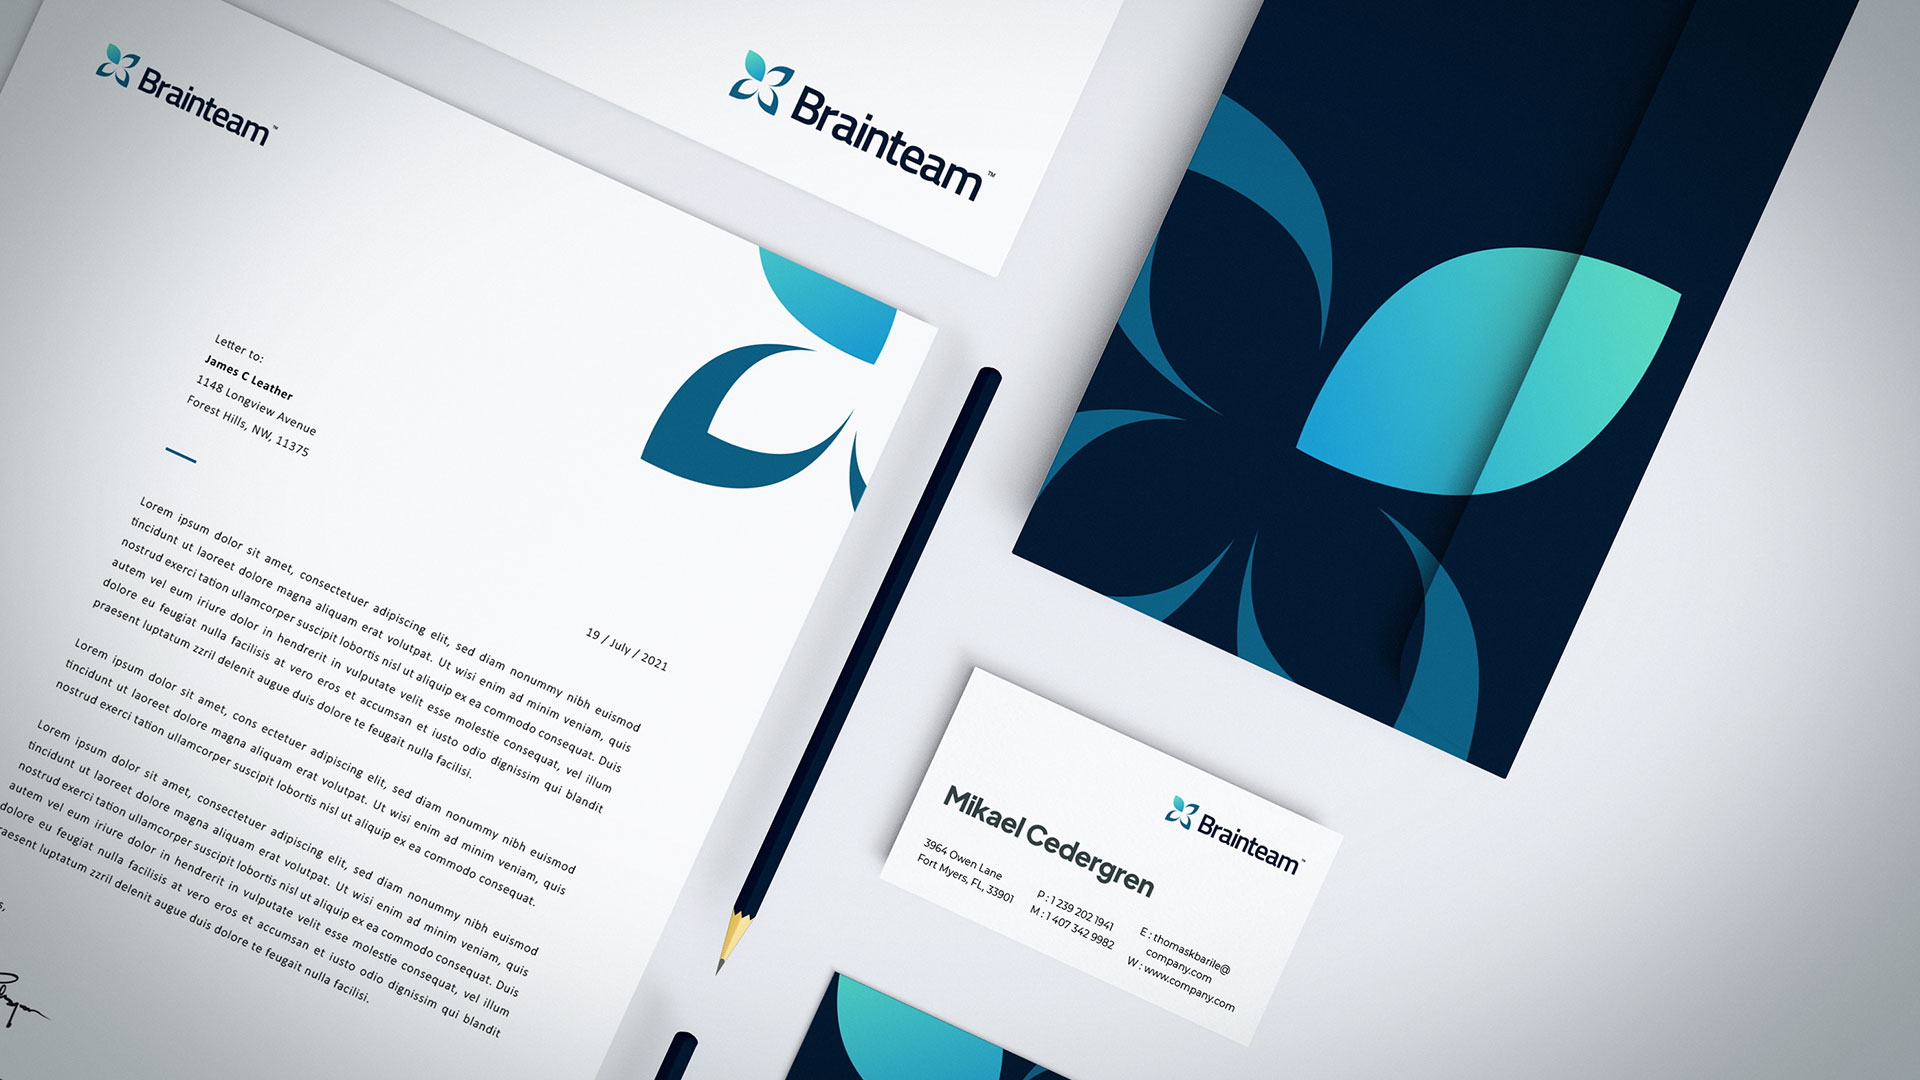 Brainteam™
Letter to:
James C Leather
1148 Longview Avenue
Forest Hills, NW, 11375
19 / July / 2021
Lorem ipsum dolor sit amet, consectetuer adipiscing elit, sed diam nonummy nibh euismod
tincidunt ut laoreet dolore magna aliquam erat volutpat. Ut wisi enim ad minim veniam, quis
nostrud exerci tation ullamcorper suscipit lobortis nisl ut aliquip ex ea commodo consequat. Duis
autem vel eum iriure dolor in hendrerit in vulputate velit esse molestie consequat, vel illum
dolore eu feugiat nulla facilisis at vero eros et accumsan et iusto odio dignissim qui blandit
praesent luptatum zzril delenit augue duis dolore te feugait nulla facilisi.
Lorem ipsum dolor sit amet, cons ectetuer adipiscing elit, sed diam nonummy nibh euismod
tincidunt ut laoreet dolore magna aliquam erat volutpat. Ut wisi enim ad minim veniam, quis
nostrud exerci tation ullamcorper suscipit lobortis nisl ut aliquip ex ea commodo consequat.
Lorem ipsum dolor sit amet, consectetuer adipiscing elit, sed diam nonummy nibh euismod
tincidunt ut laoreet dolore magna aliquam erat volutpat. Ut wisi enim ad minim veniam, quis
nostrud exerci tation ullamcorper suscipit lobortis nisl ut aliquip ex ea commodo consequat. Duis
autem vel eum iriure dolor in hendrerit in vulputate velit esse molestie consequat, vel illum
dolore eu feugiat nulla facilisis at vero eros et accumsan et iusto odio dignissim qui blandit
raesent luptatum zzril delenit augue duis dolore te feugait nulla facilisi.
Brainteam™
Brainteam™
Mikael Cedergren
3964 Owen Lane
Fort Myers, FL, 33901
P : 1 239 202 1941
M : 1 407 342 9982
E : thomaskbarile@
company.com
W : www.company.com